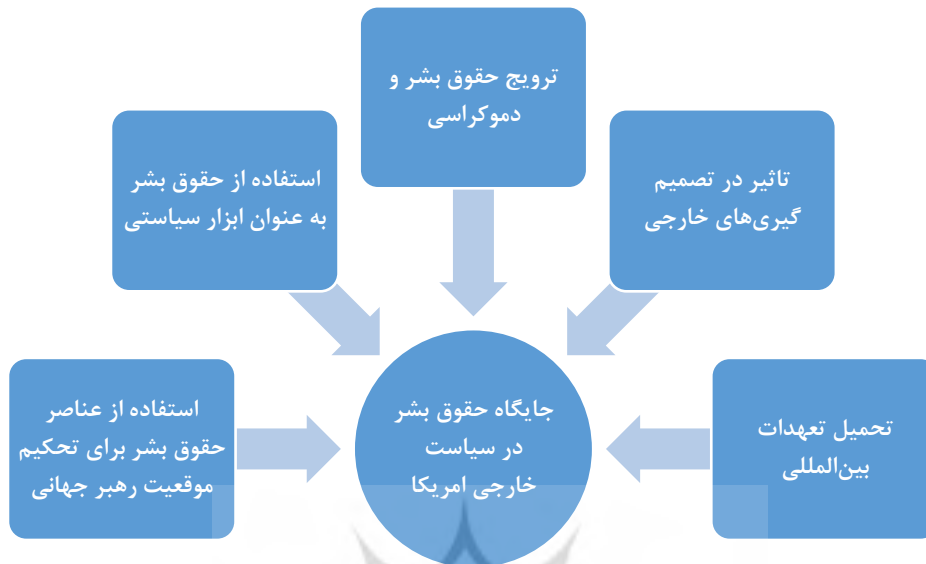 ترویج حقوق بشر و
دموکراسی
تاثیر در تصمیم
گیری‌های خارجی
استفاده از حقوق بشر
به عنوان ابزار سیاستی
تحمیل تعهدات
بین‌المللی
جایگاه حقوق بشر
در سیاست
خارجی امریکا
استفاده از عناصر
حقوق بشر برای تحکیم
موقعیت رهبر جهانی